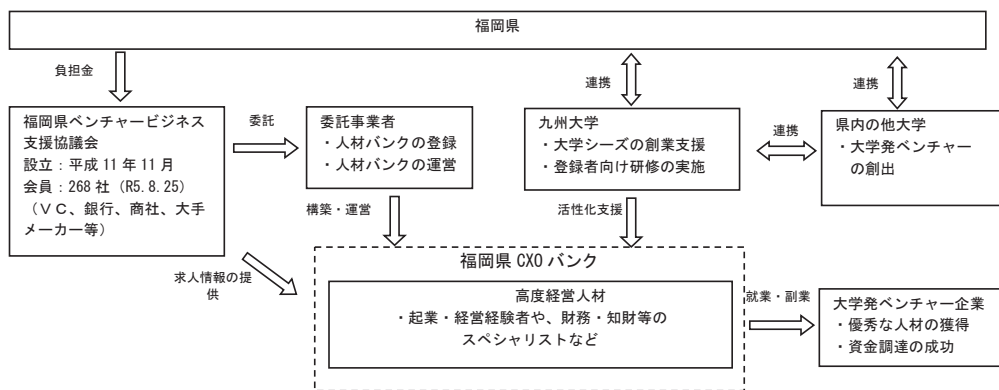 福岡県
負担金
連携
連携
福岡県ベンチャービジネス
支援協議会
設立：平成 11 年 11 月
会員：268 社（R5.8.25）
（ＶＣ、銀行、商社、大手
メーカー等）
委託
委託事業者
・人材バンクの登録
・人材バンクの運営
九州大学
・大学シーズの創業支援
・登録者向け研修の実施
連携
県内の他大学
・大学発ベンチャー
の創出
構築・運営
活性化支援
求人情報の提
供
福岡県 CXO バンク
高度経営人材
・起業・経営経験者や、財務・知財等の
スペシャリストなど
就業・副業
大学発ベンチャー企業
・優秀な人材の獲得
・資金調達の成功